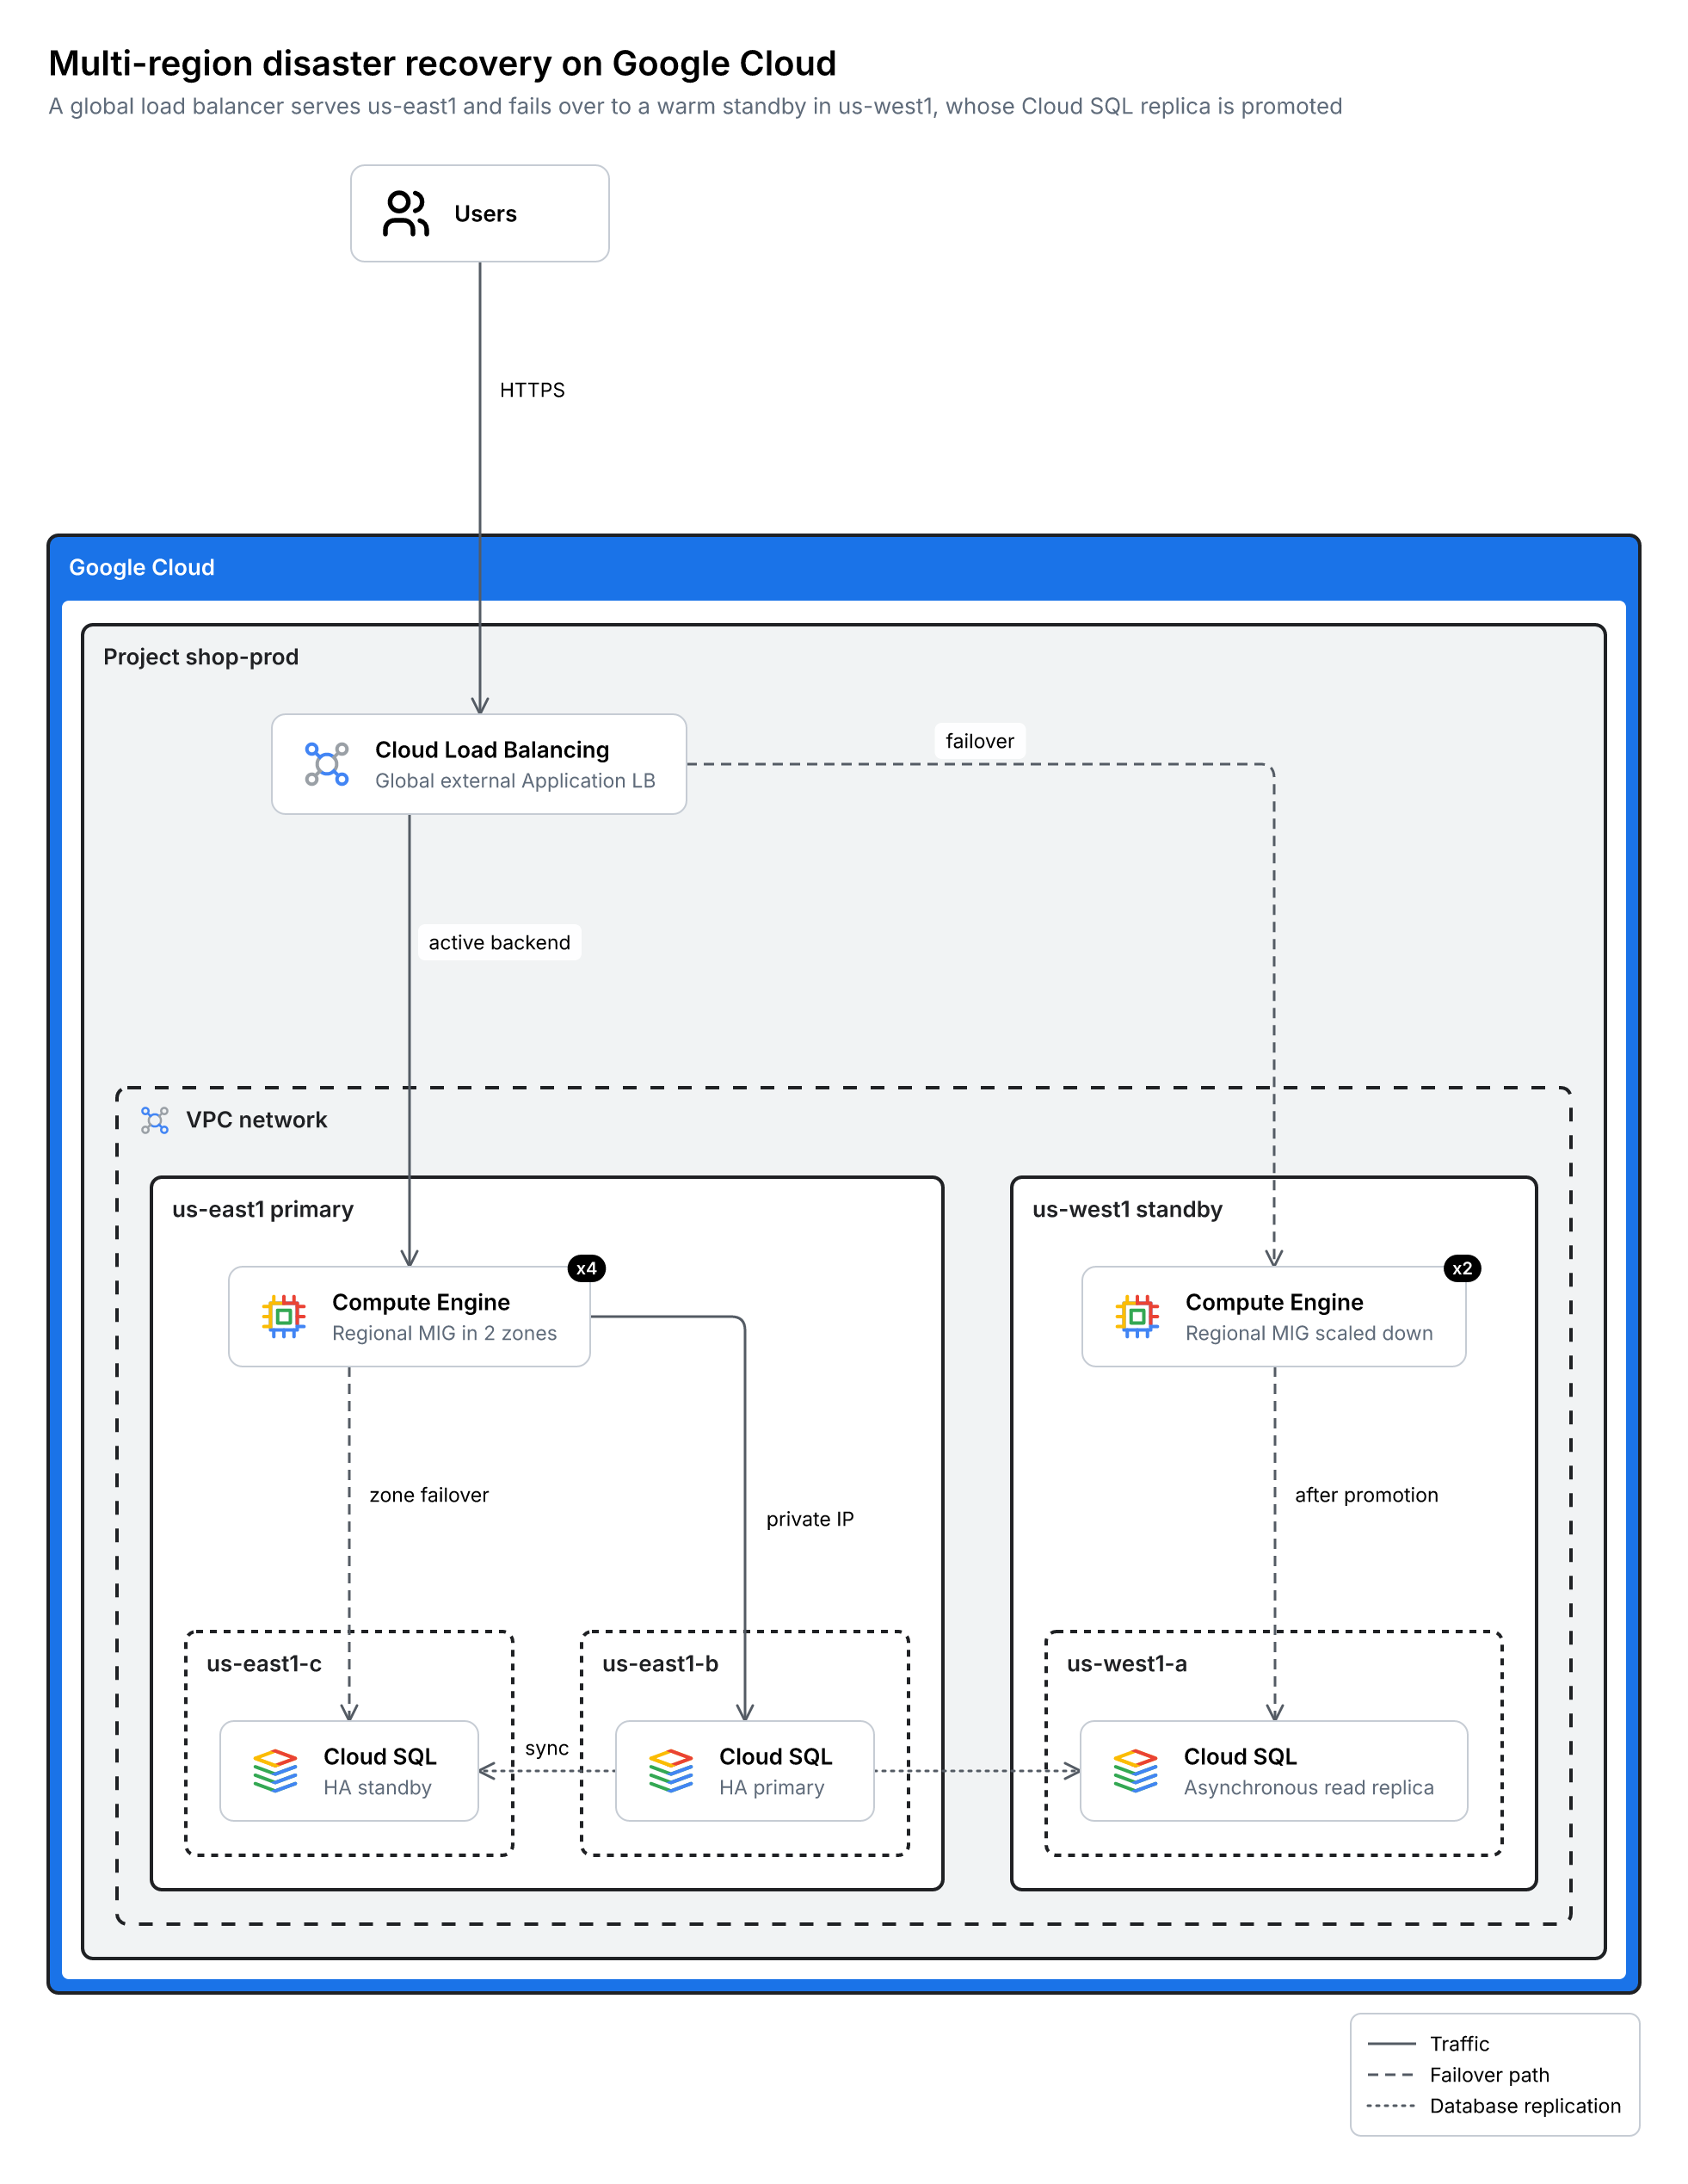 Multi-region disaster recovery on Google Cloud
A global load balancer serves us-east1 and fails over to a warm standby in us-west1, whose Cloud SQL replica is promoted
Users
HTTPS
Google Cloud
Project shop-prod
Cloud Load Balancing
Global external Application LB
failover
active backend
VPC network
us-east1 primary
us-west1 standby
x4
Compute Engine
Regional MIG in 2 zones
x2
Compute Engine
Regional MIG scaled down
zone failover
private IP
after promotion
us-east1-c
us-east1-b
us-west1-a
Cloud SQL
HA standby
sync
Cloud SQL
HA primary
Cloud SQL
Asynchronous read replica
Traffic
Failover path
Database replication